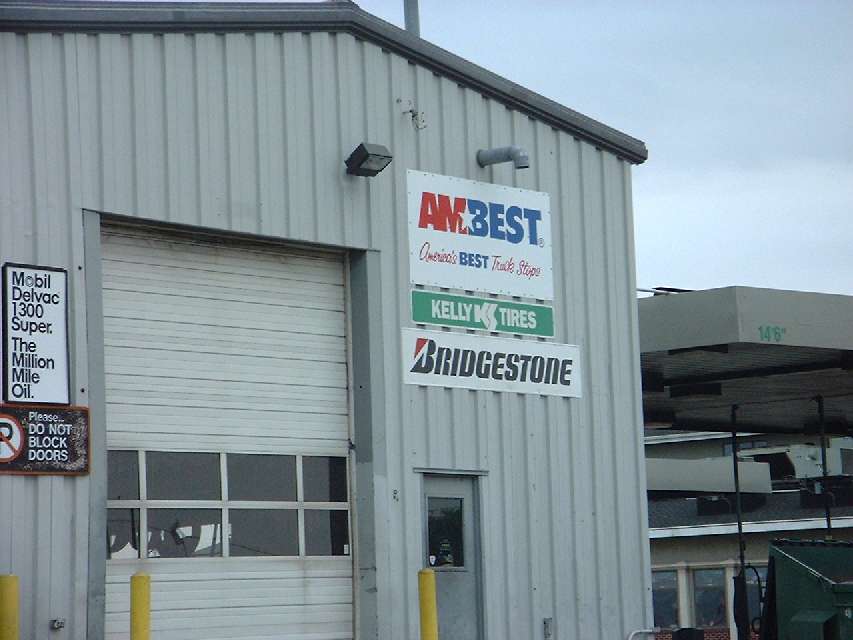 Mobil
Delvac
1300
Super.
The
Million
Mile
Oil.
Please...
DO NOT
BLOCK
DOORS
AMBEST®
America's BEST Truck Stops
KELLY TIRES
BRIDGESTONE
14'6"